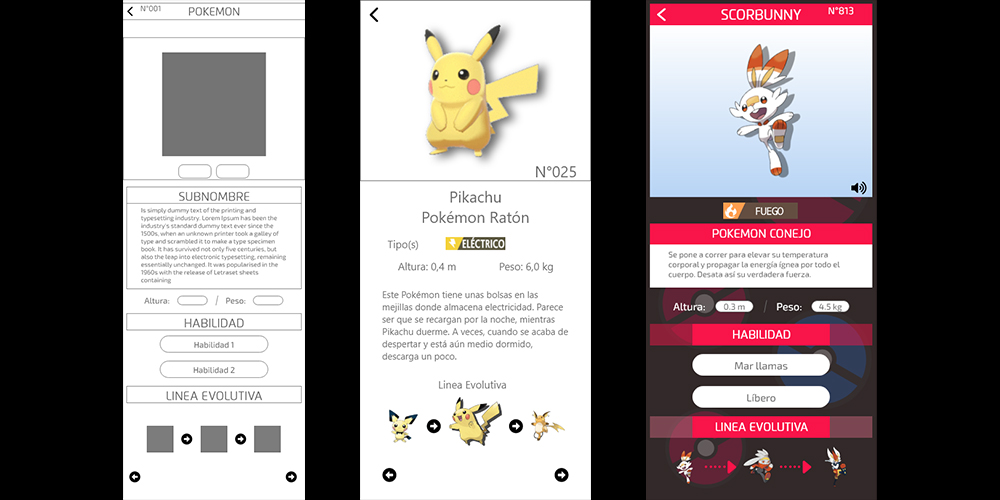 N°001
POKEMON
SUBNOMBRE
Is simply dummy text of the printing and
typesetting industry. Lorem Ipsum has been the
industry's standard dummy text ever since the
1500s, when an unknown printer took a galley of
type and scrambled it to make a type specimen
book. It has survived not only five centuries, but
also the leap into electronic typesetting, remaining
essentially unchanged. It was popularised in the
1960s with the release of Letraset sheets
containing
Altura: / Peso:
HABILIDAD
Habilidad 1
Habilidad 2
LINEA EVOLUTIVA
N°025
Pikachu
Pokémon Ratón
Tipo(s) ELÉCTRICO
Altura: 0,4 m Peso: 6,0 kg
Este Pokémon tiene unas bolsas en las
mejillas donde almacena electricidad. Parece
ser que se recargan por la noche, mientras
Pikachu duerme. A veces, cuando se acaba de
despertar y está aún medio dormido,
descarga un poco.
Linea Evolutiva
SCORBUNNY N°813
FUEGO
POKEMON CONEJO
Se pone a correr para elevar su temperatura
corporal y propagar la energía ígnea por todo el
cuerpo. Desata así su verdadera fuerza.
Altura: 0.3 m / Peso: 4.5 kg
HABILIDAD
Mar llamas
Líbero
LINEA EVOLUTIVA